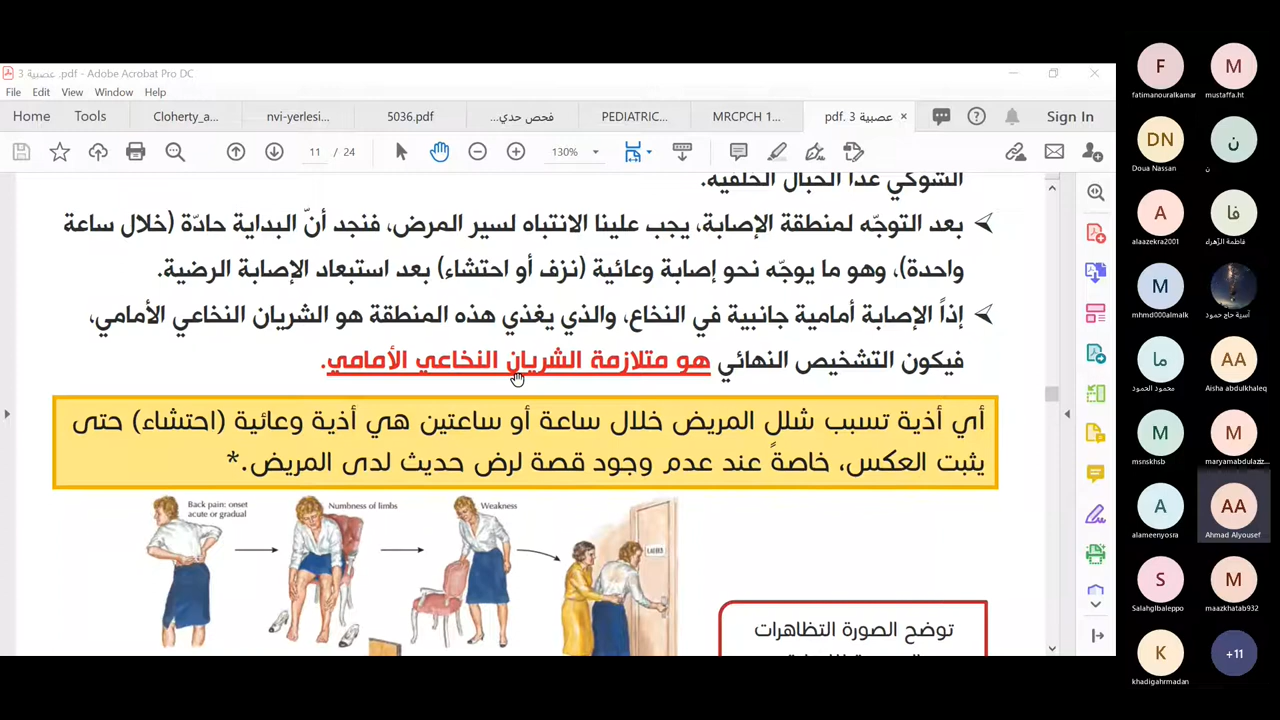 عصبية 3 .pdf - Adobe Acrobat Pro DC
File Edit View Window Help
Home Tools Cloherty_a... nvi-yerlesi... 5036.pdf فحص حدي... PEDIATRIC... MRCPCH 1... عصبية 3 .pdf × Sign In
11 / 24 130%
الشوكي عدا الحبال الخلفية.
بعد التوجّه لمنطقة الإصابة، يجب علينا الانتباه لسير المرض، فنجد أنّ البداية حادّة (خلال ساعة
واحدة)، وهو ما يوجّه نحو إصابة وعائية (نزف أو احتشاء) بعد استبعاد الإصابة الرضية.
إذاً الإصابة أمامية جانبية في النخاع، والذي يغذي هذه المنطقة هو الشريان النخاعي الأمامي،
فيكون التشخيص النهائي هو متلازمة الشريان النخاعي الأمامي.
أي أذية تسبب شلل المريض خلال ساعة أو ساعتين هي أذية وعائية (احتشاء) حتى
يثبت العكس، خاصةً عند عدم وجود قصة لرض حديث لدى المريض.*
Back pain: onset
acute or gradual
Numbness of limbs
Weakness
LADIES
توضح الصورة التظاهرات
F M
fatimanouralkamar mustaffa.ht
DN ن
Doua Nassan ن
A فا
alaazekra2001 فاطمة الزهراء
M
mhmd000almalk آسية حاج حمود
ما AA
محمود الحمود Aisha abdulkhaleq
M M
msnskhsb maryamabdulaziz...
A AA
alameenyosra Ahmad Alyousef
S M
Salahglbaleppo maazkhatab932
K +11
khadigahrmadan